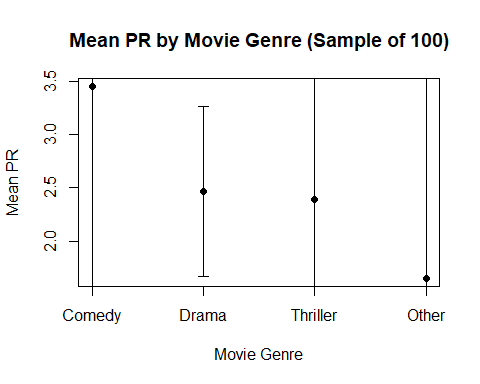 Mean PR by Movie Genre (Sample of 100)
3.5
3.0
2.5
2.0
Mean PR
Comedy Drama Thriller Other
Movie Genre